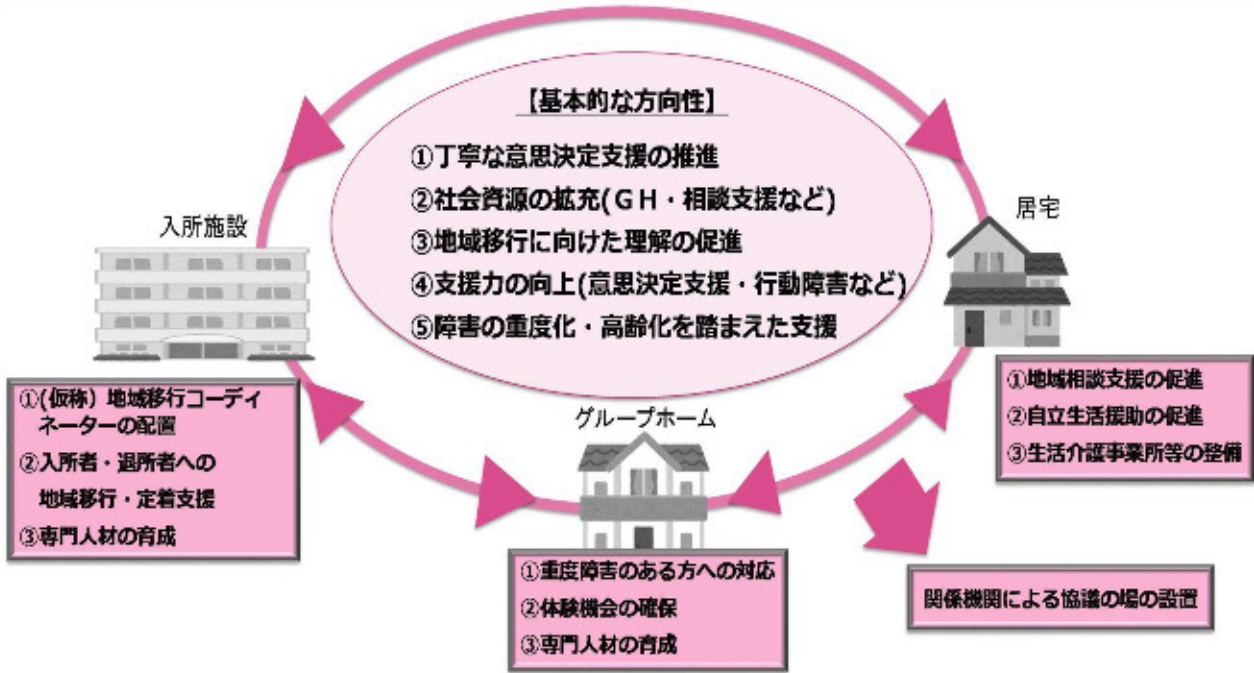 【基本的な方向性】
①丁寧な意思決定支援の推進
②社会資源の拡充(ＧＨ・相談支援など)
③地域移行に向けた理解の促進
④支援力の向上(意思決定支援・行動障害など)
⑤障害の重度化・高齢化を踏まえた支援
入所施設
①(仮称）地域移行コーディ
ネーターの配置
②入所者・退所者への
地域移行・定着支援
③専門人材の育成
グループホーム
①重度障害のある方への対応
②体験機会の確保
③専門人材の育成
居宅
①地域相談支援の促進
②自立生活援助の促進
③生活介護事業所等の整備
関係機関による協議の場の設置